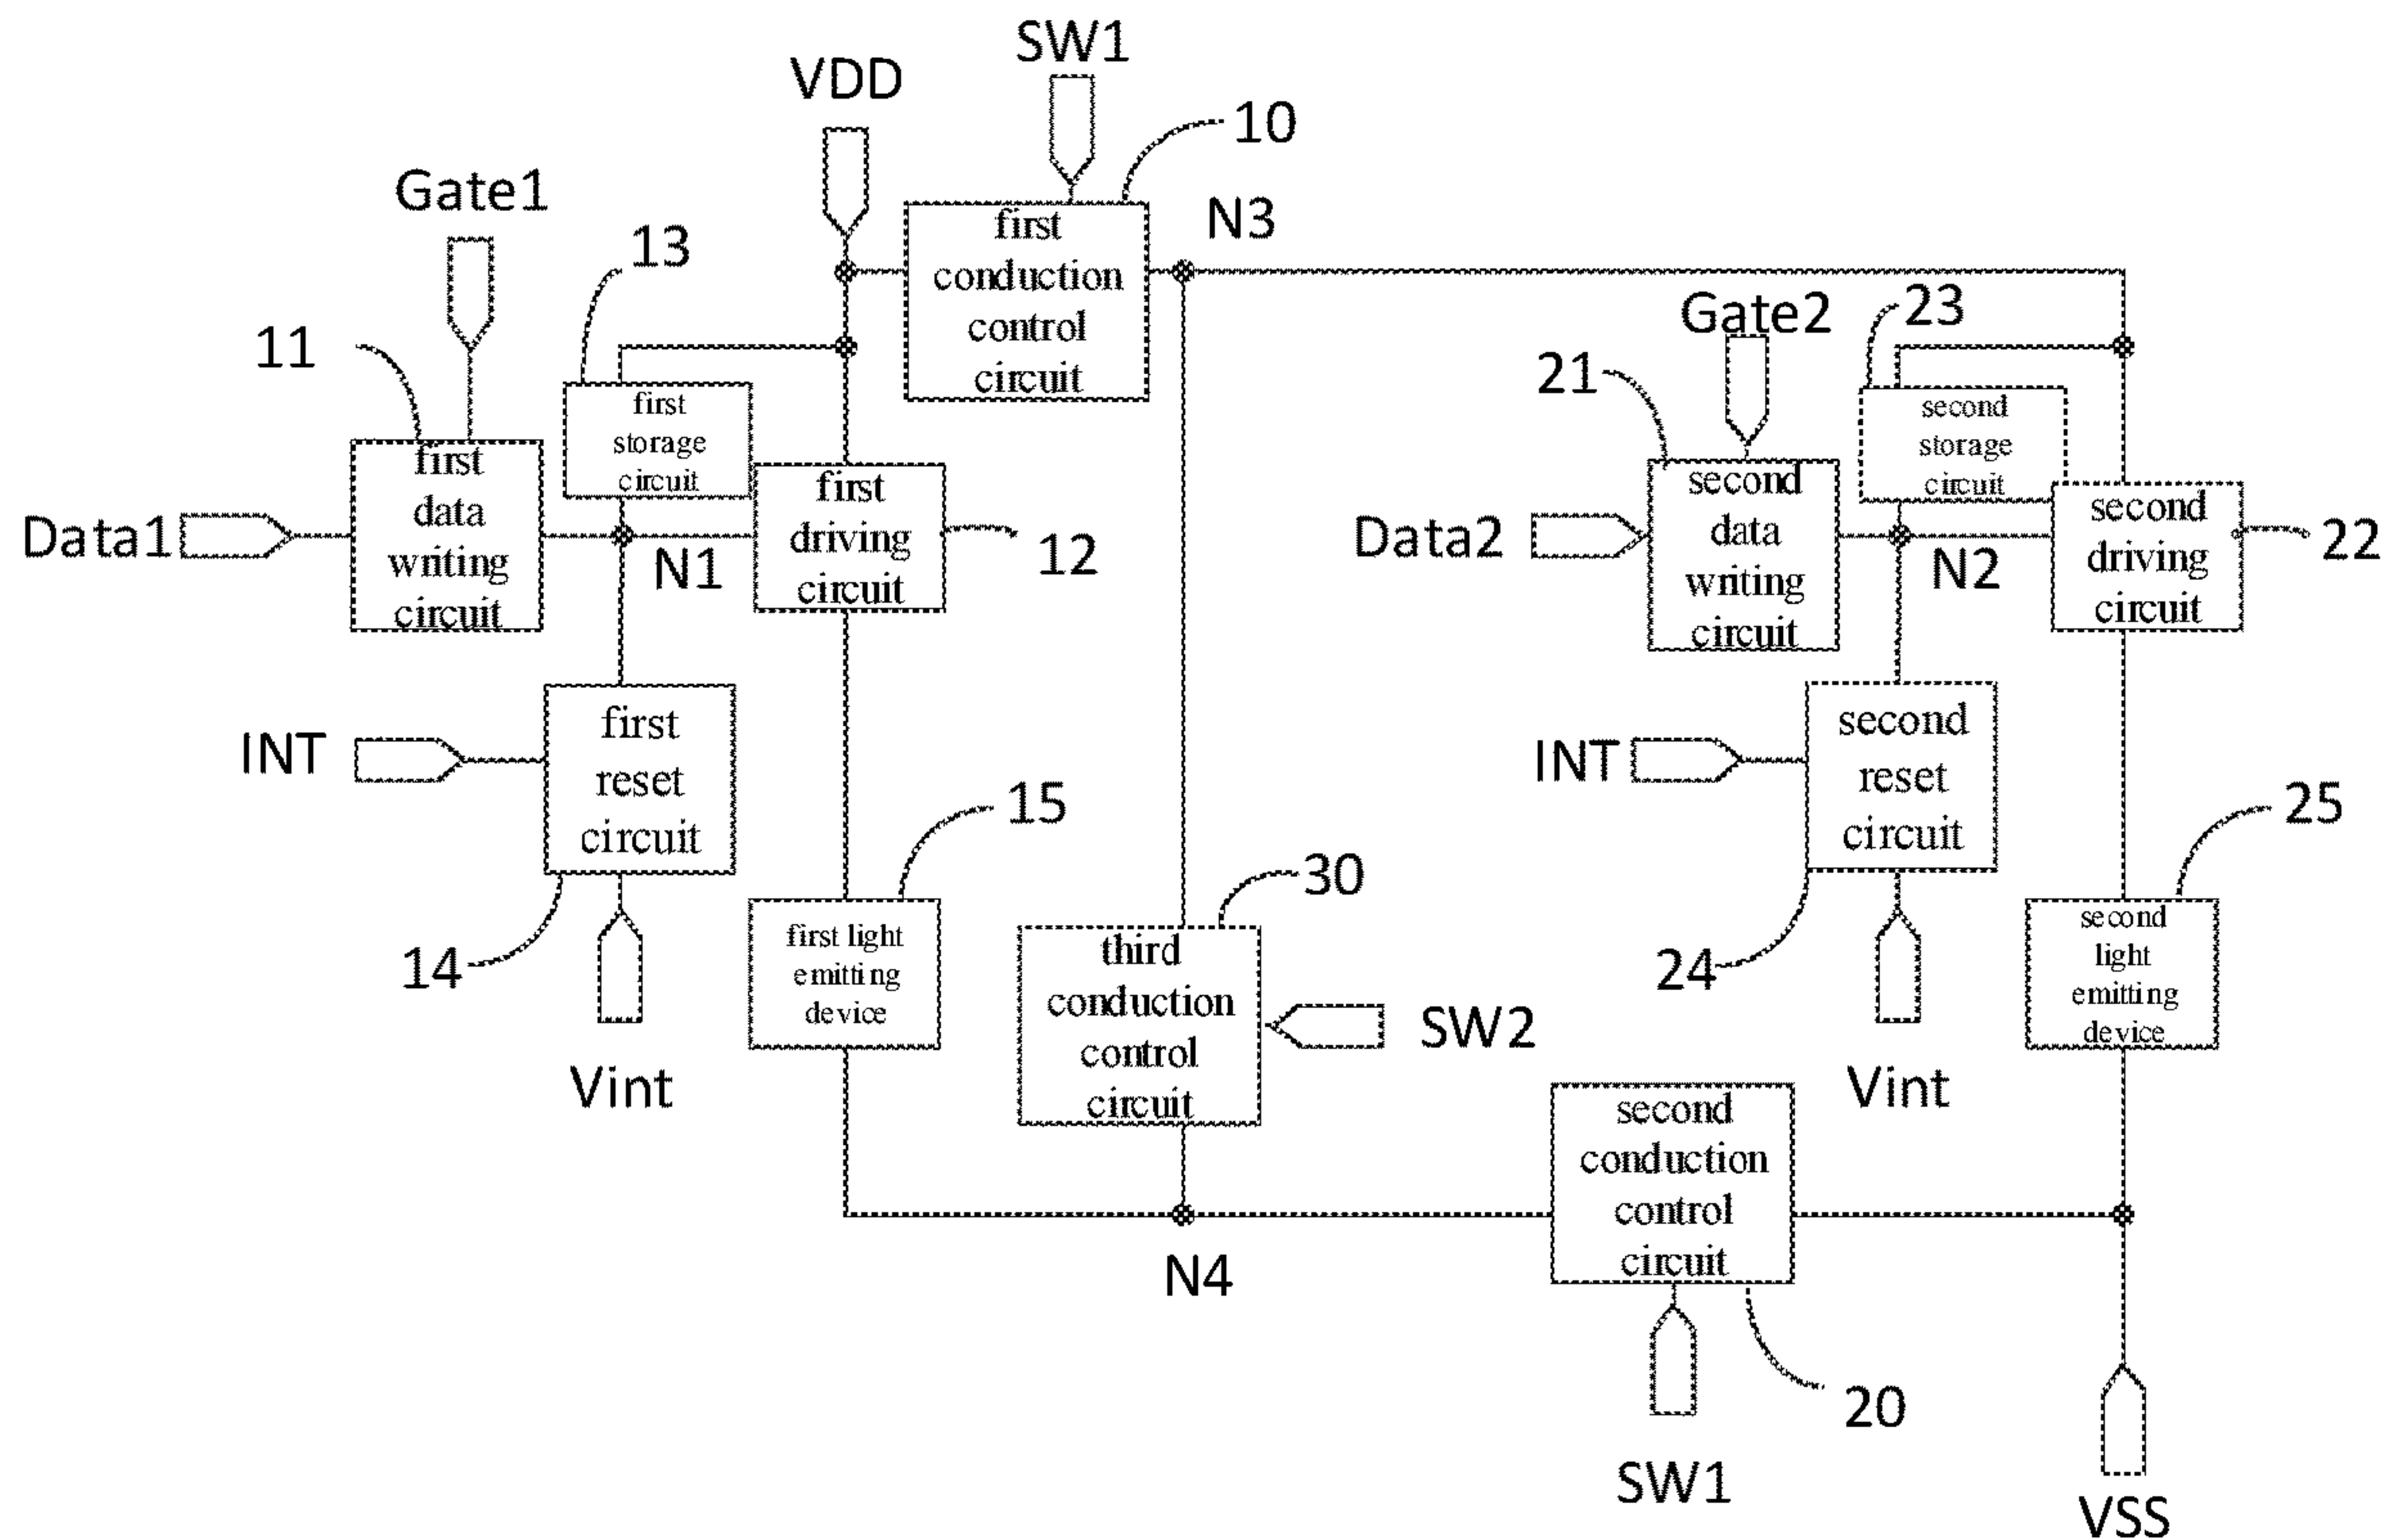 SW1
VDD
10
Gate1
N3
first
conduction
control
circuit
13
Gate2
23
11
21
first
storage
circuit
second
storage
circuit
first
data
writing
circuit
first
driving
circuit
second
data
writing
circuit
second
driving
circuit
Data1
N1
12
Data2
N2
22
INT
first
reset
circuit
INT
second
reset
circuit
15
25
30
14
first light
emitting
device
third
conduction
control
circuit
24
second
light
emitting
device
SW2
Vint
Vint
second
conduction
control
circuit
N4
20
SW1
VSS